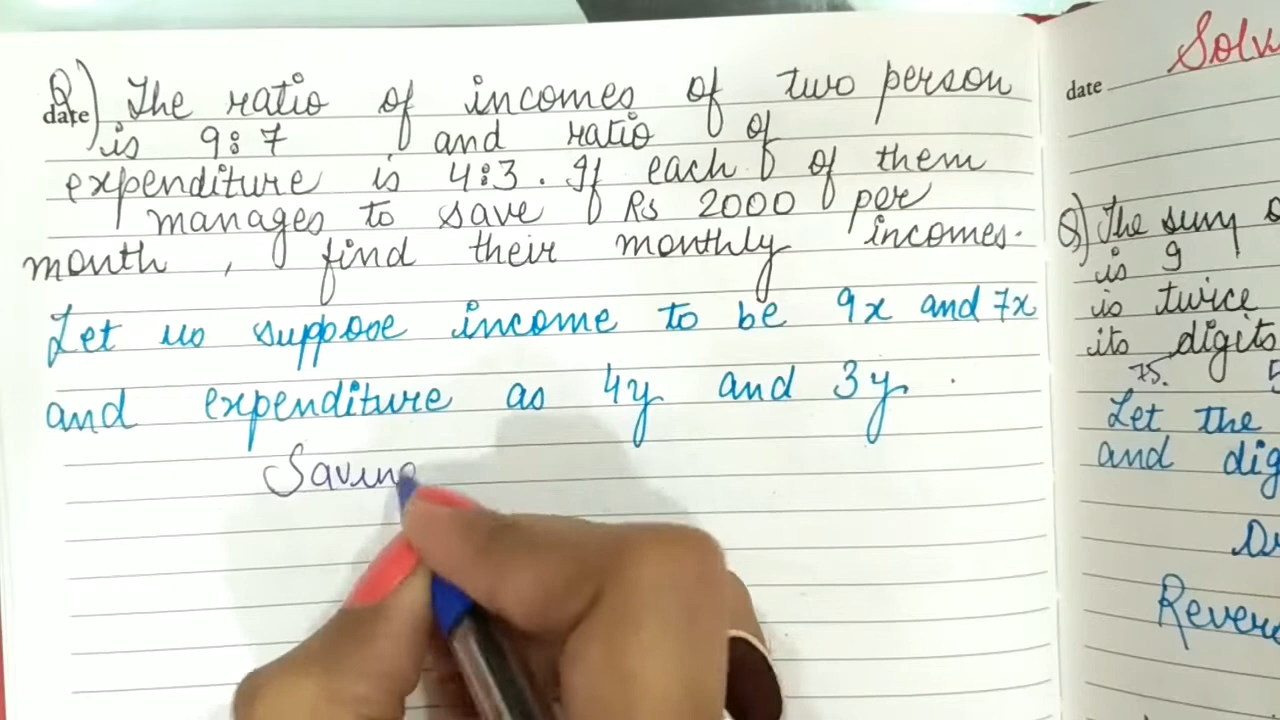 Q) The ratio of incomes of two person
date
is 9:7 and ratio of
expenditure is 4:3. If each of them
manages to save Rs 2000 per
month, find their monthly incomes.
Let us suppose income to be 9x and 7x
and expenditure as 4y and 3y.
Saving
Solv
date
Q) The sum
is 9
is twice
its digits
75. 5
Let the
and dig
Revers